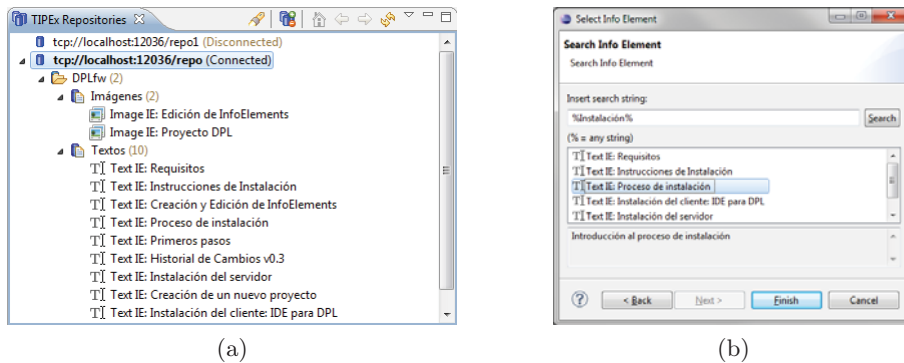 TIPEx Repositories
tcp://localhost:12036/repo1 (Disconnected)
tcp://localhost:12036/repo (Connected)
DPLfw (2)
Imágenes (2)
Image IE: Edición de InfoElements
Image IE: Proyecto DPL
Textos (10)
Text IE: Requisitos
Text IE: Instrucciones de Instalación
Text IE: Creación y Edición de InfoElements
Text IE: Proceso de instalación
Text IE: Primeros pasos
Text IE: Historial de Cambios v0.3
Text IE: Instalación del servidor
Text IE: Creación de un nuevo proyecto
Text IE: Instalación del cliente: IDE para DPL
(a)
Select Info Element
Search Info Element
Search Info Element
Insert search string:
%Instalación%
Search
(% = any string)
Text IE: Requisitos
Text IE: Instrucciones de Instalación
Text IE: Proceso de instalación
Text IE: Instalación del cliente: IDE para DPL
Text IE: Instalación del servidor
Introducción al proceso de instalación
< Back Next > Finish Cancel
(b)